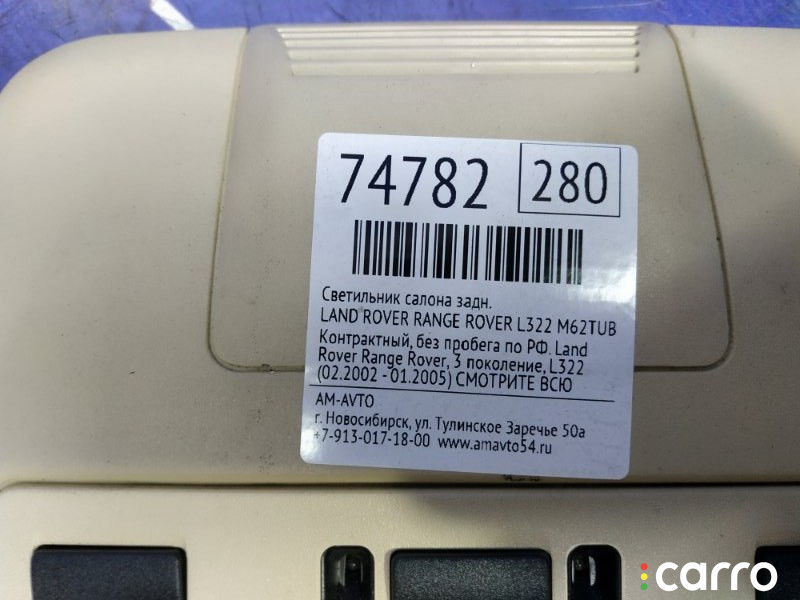 74782 280
Светильник салона задн.
LAND ROVER RANGE ROVER L322 M62TUB
Контрактный, без пробега по РФ. Land
Rover Range Rover, 3 поколение, L322
(02.2002 - 01.2005) СМОТРИТЕ ВСЮ
АМ-AVTO
г. Новосибирск, ул. Тулинское Заречье 50а
+7-913-017-18-00 www.amavto54.ru
carro